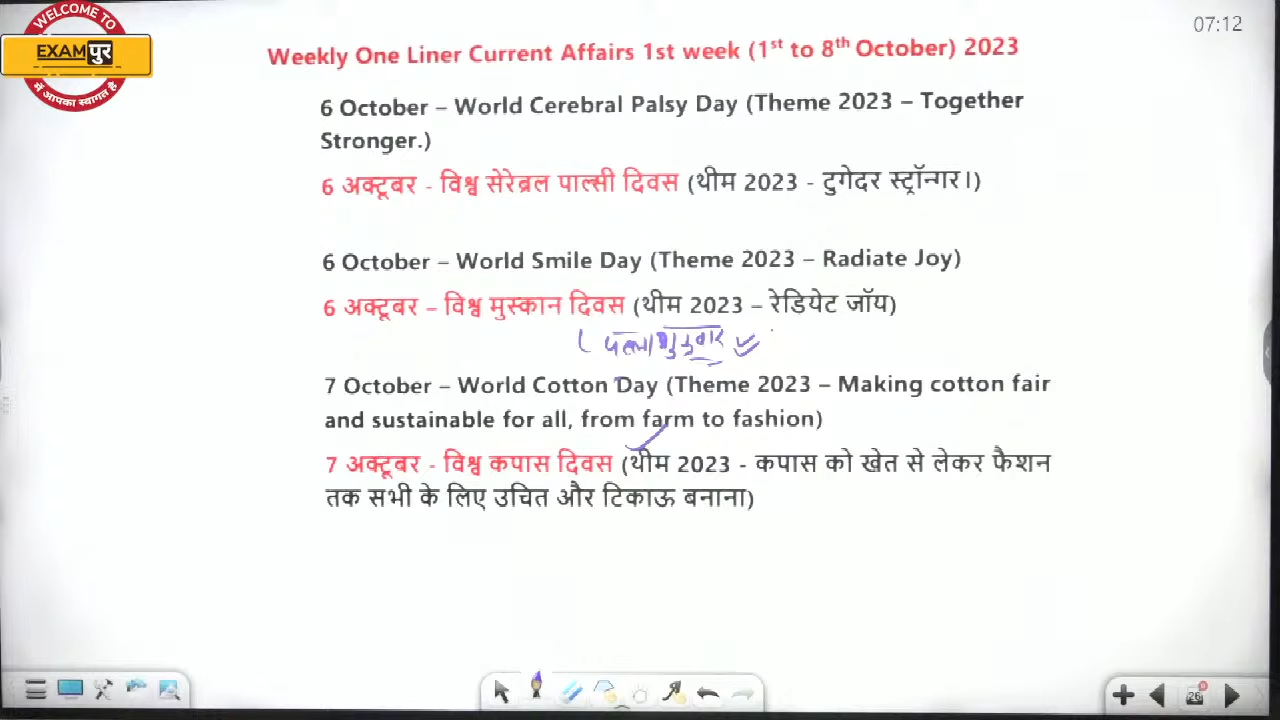 WELCOME TO
EXAMपुर
में आपका स्वागत है
07:12
Weekly One Liner Current Affairs 1st week (1st to 8th October) 2023
6 October – World Cerebral Palsy Day (Theme 2023 – Together
Stronger.)
6 अक्टूबर - विश्व सेरेब्रल पाल्सी दिवस (थीम 2023 - टुगेदर स्ट्रॉन्गर।)
6 October – World Smile Day (Theme 2023 – Radiate Joy)
6 अक्टूबर – विश्व मुस्कान दिवस (थीम 2023 – रेडियेट जॉय)
7 October – World Cotton Day (Theme 2023 – Making cotton fair
and sustainable for all, from farm to fashion)
7 अक्टूबर - विश्व कपास दिवस (थीम 2023 - कपास को खेत से लेकर फैशन
तक सभी के लिए उचित और टिकाऊ बनाना)
26